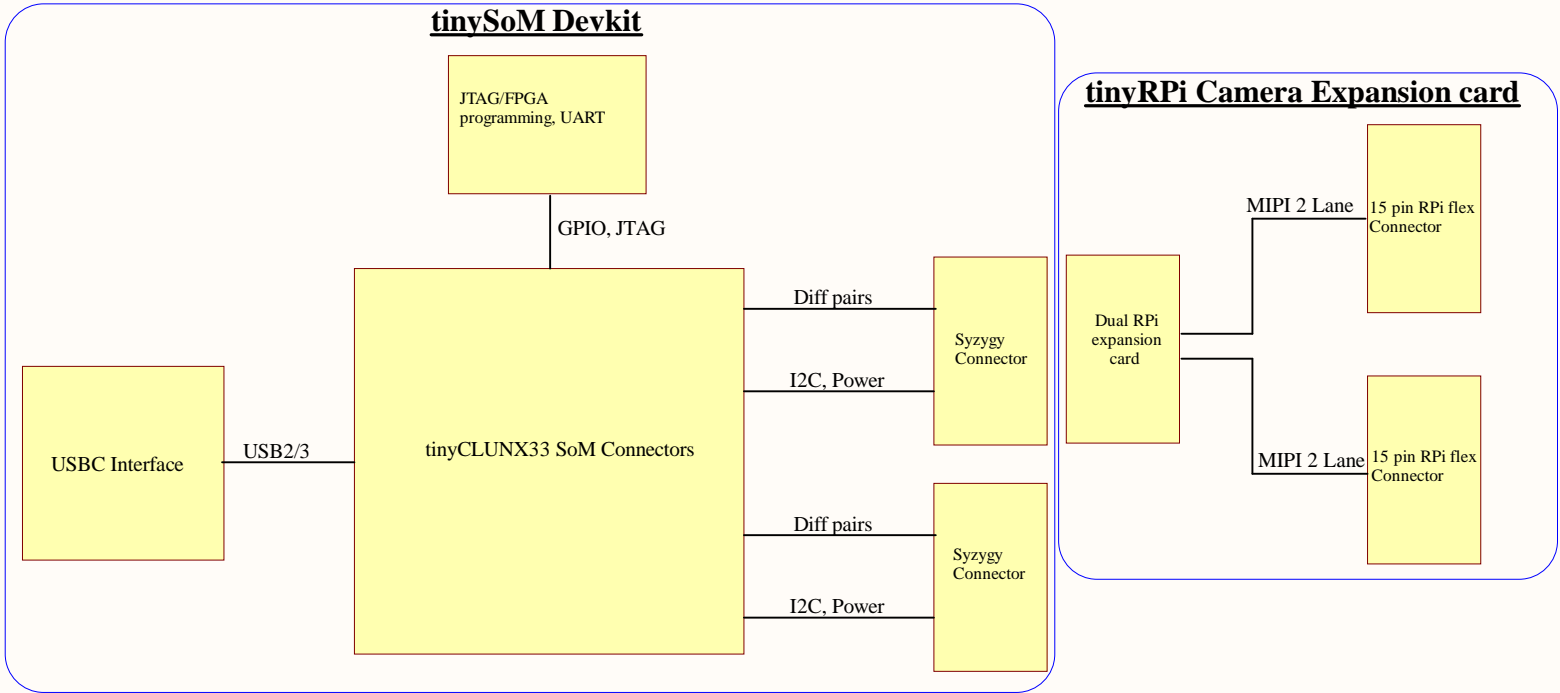 tinySoM Devkit
JTAG/FPGA
programming, UART
GPIO, JTAG
USBC Interface
USB2/3
tinyCLUNX33 SoM Connectors
Diff pairs
I2C, Power
Syzygy
Connector
Diff pairs
I2C, Power
Syzygy
Connector
tinyRPi Camera Expansion card
Dual RPi
expansion
card
MIPI 2 Lane
15 pin RPi flex
Connector
MIPI 2 Lane
15 pin RPi flex
Connector